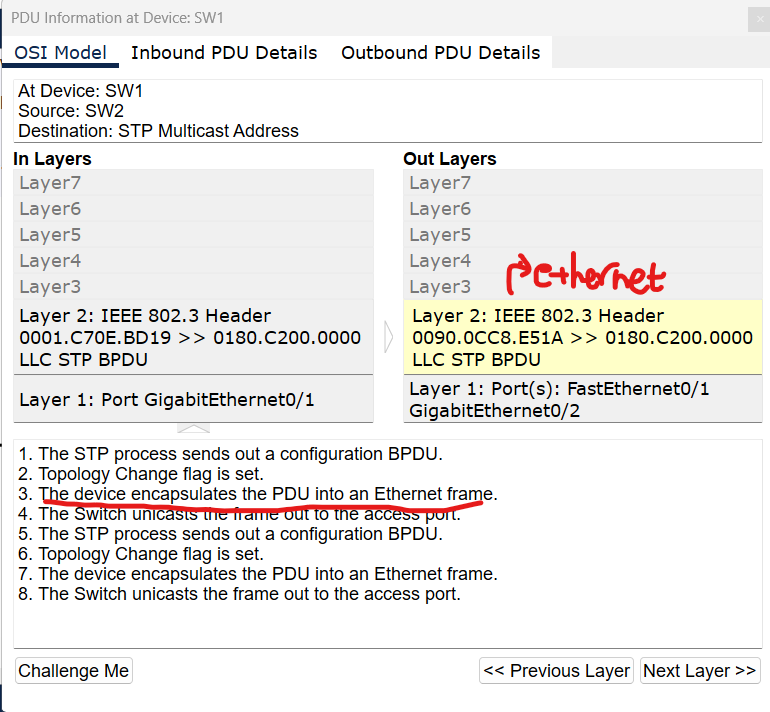 PDU Information at Device: SW1
×
OSI Model Inbound PDU Details Outbound PDU Details
At Device: SW1
Source: SW2
Destination: STP Multicast Address
In Layers
Layer7
Layer6
Layer5
Layer4
Layer3
Layer 2: IEEE 802.3 Header
0001.C70E.BD19 >> 0180.C200.0000
LLC STP BPDU
Layer 1: Port GigabitEthernet0/1
Out Layers
Layer7
Layer6
Layer5
Layer4
Layer3
ethernet
Layer 2: IEEE 802.3 Header
0090.0CC8.E51A >> 0180.C200.0000
LLC STP BPDU
Layer 1: Port(s): FastEthernet0/1
GigabitEthernet0/2
1. The STP process sends out a configuration BPDU.
2. Topology Change flag is set.
3. The device encapsulates the PDU into an Ethernet frame.
4. The Switch unicasts the frame out to the access port.
5. The STP process sends out a configuration BPDU.
6. Topology Change flag is set.
7. The device encapsulates the PDU into an Ethernet frame.
8. The Switch unicasts the frame out to the access port.
Challenge Me << Previous Layer Next Layer >>